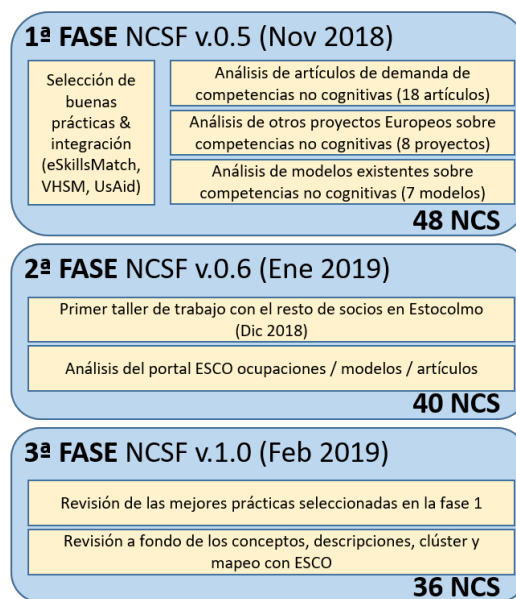 1ª FASE NCSF v.0.5 (Nov 2018)
Selección de
buenas
prácticas &
integración
(eSkillsMatch,
VHSM, UsAid)
Análisis de artículos de demanda de
competencias no cognitivas (18 artículos)
Análisis de otros proyectos Europeos sobre
competencias no cognitivas (8 proyectos)
Análisis de modelos existentes sobre
competencias no cognitivas (7 modelos)
48 NCS
2ª FASE NCSF v.0.6 (Ene 2019)
Primer taller de trabajo con el resto de socios en Estocolmo
(Dic 2018)
Análisis del portal ESCO ocupaciones / modelos / artículos
40 NCS
3ª FASE NCSF v.1.0 (Feb 2019)
Revisión de las mejores prácticas seleccionadas en la fase 1
Revisión a fondo de los conceptos, descripciones, clúster y
mapeo con ESCO
36 NCS